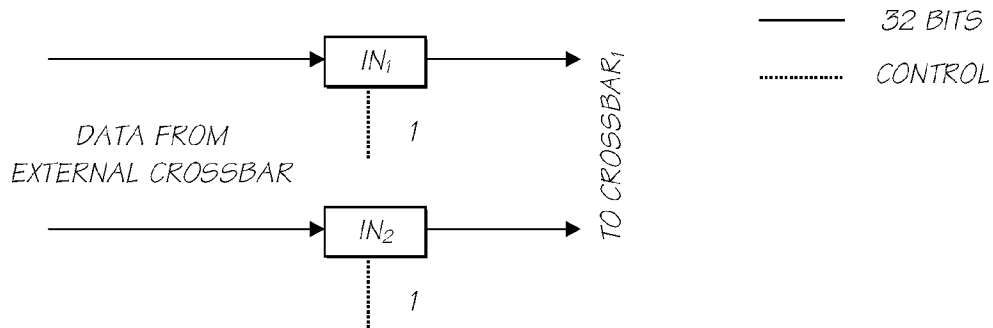 32 BITS
IN₁
CONTROL
TO CROSSBAR₁
1
DATA FROM
EXTERNAL CROSSBAR
IN₂
1